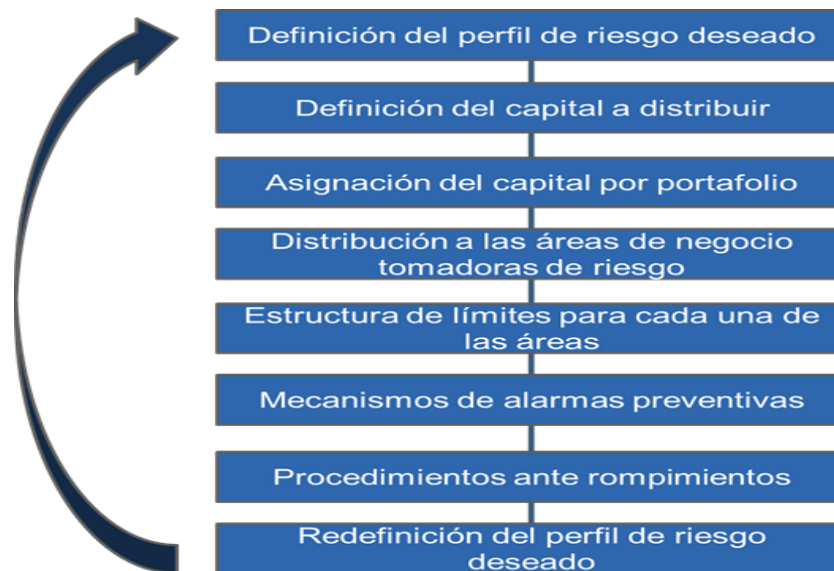 Definición del perfil de riesgo deseado
Definición del capital a distribuir
Asignación del capital por portafolio
Distribución a las áreas de negocio
tomadoras de riesgo
Estructura de límites para cada una de
las áreas
Mecanismos de alarmas preventivas
Procedimientos ante rompimientos
Redefinición del perfil de riesgo
deseado